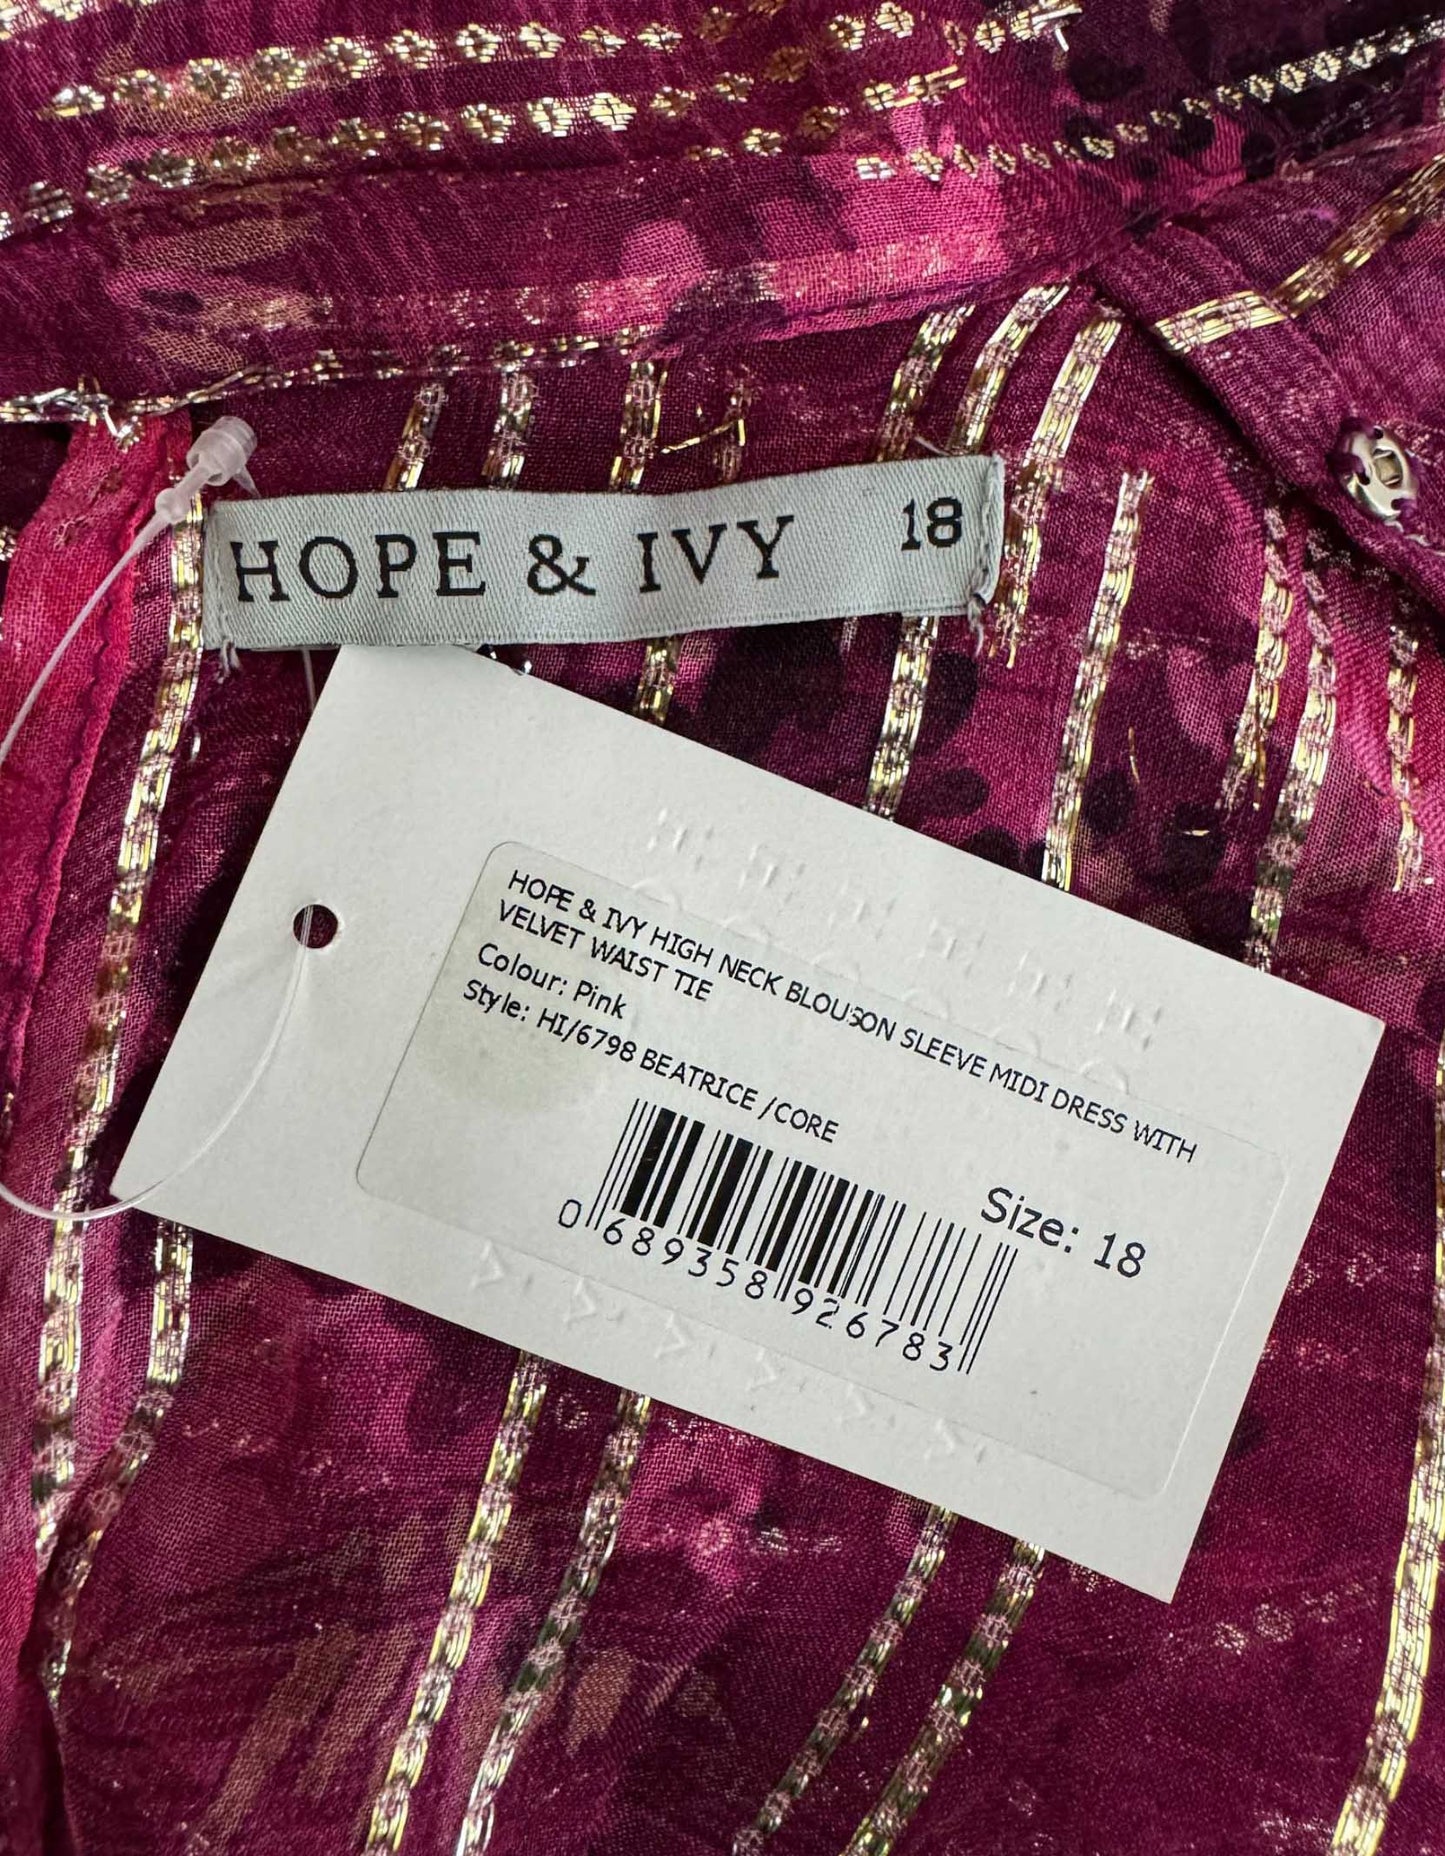 HOPE & IVY 18
HOPE & IVY HIGH NECK BLOUSON SLEEVE MIDI DRESS WITH
VELVET WAIST TIE
Colour: Pink
Style: HI/6798 BEATRICE /CORE
Size: 18
0 689358 926783